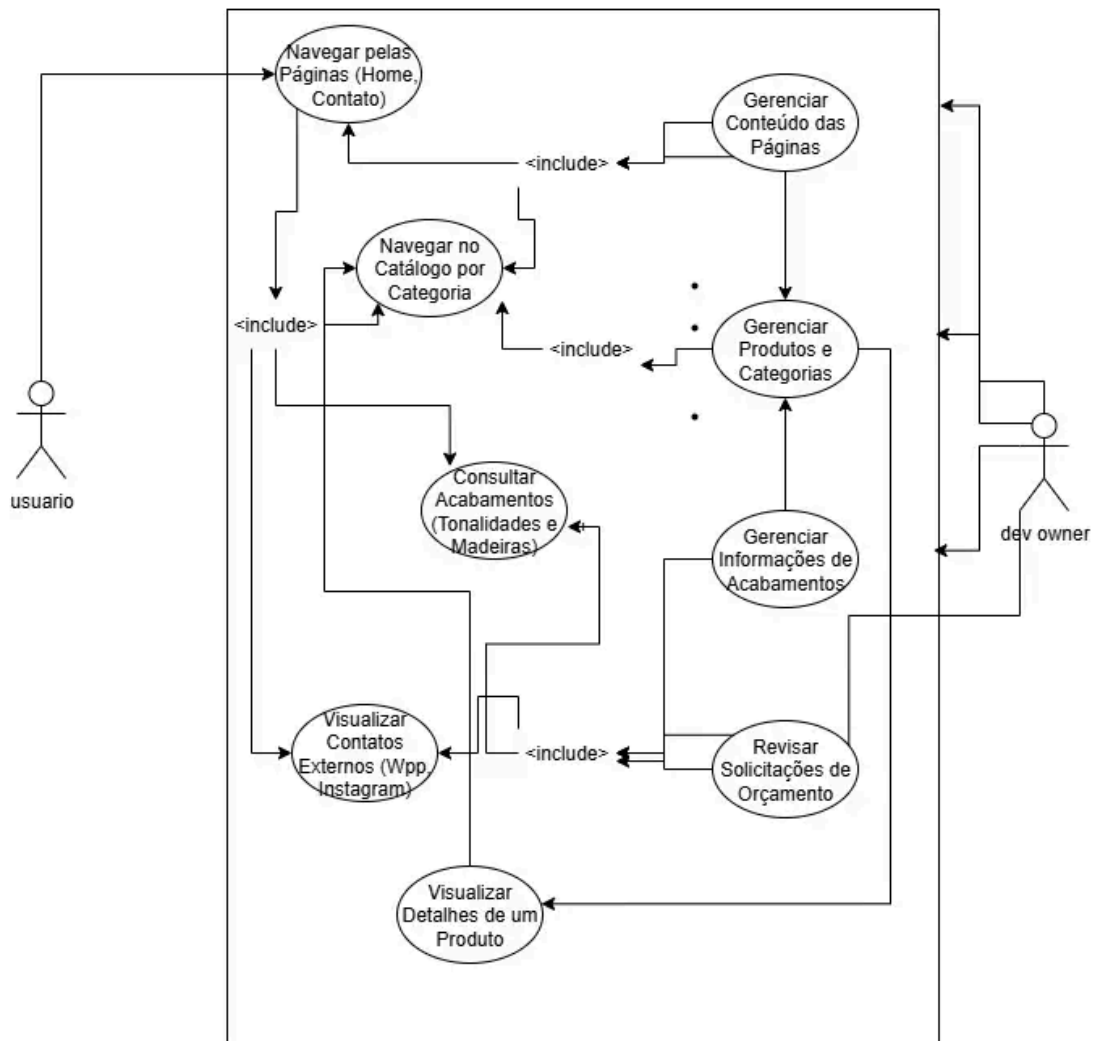 Navegar pelas
Páginas (Home,
Contato)
Gerenciar
Conteúdo das
Páginas
<include>
Navegar no
Catálogo por
Categoria
<include>
<include>
Gerenciar
Produtos e
Categorias
usuario
dev owner
Consultar
Acabamentos
(Tonalidades e
Madeiras)
Gerenciar
Informações de
Acabamentos
Visualizar
Contatos
Externos (Wpp,
Instagram)
<include>
Revisar
Solicitações de
Orçamento
Visualizar
Detalhes de um
Produto